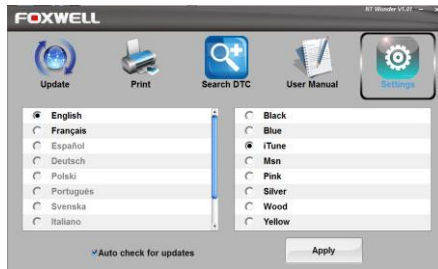 FOXWELL
NT Wonder V1.01
Update
Print
Search DTC
User Manual
Settings
English
Français
Español
Deutsch
Polski
Português
Svenska
Italiano
Black
Blue
iTune
Msn
Pink
Silver
Wood
Yellow
Auto check for updates
Apply